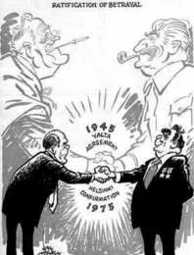 RATIFICATION OF BETRAYAL
1945
YALTA
AGREEMENT
HELSINKI
CONFIRMATION
1975